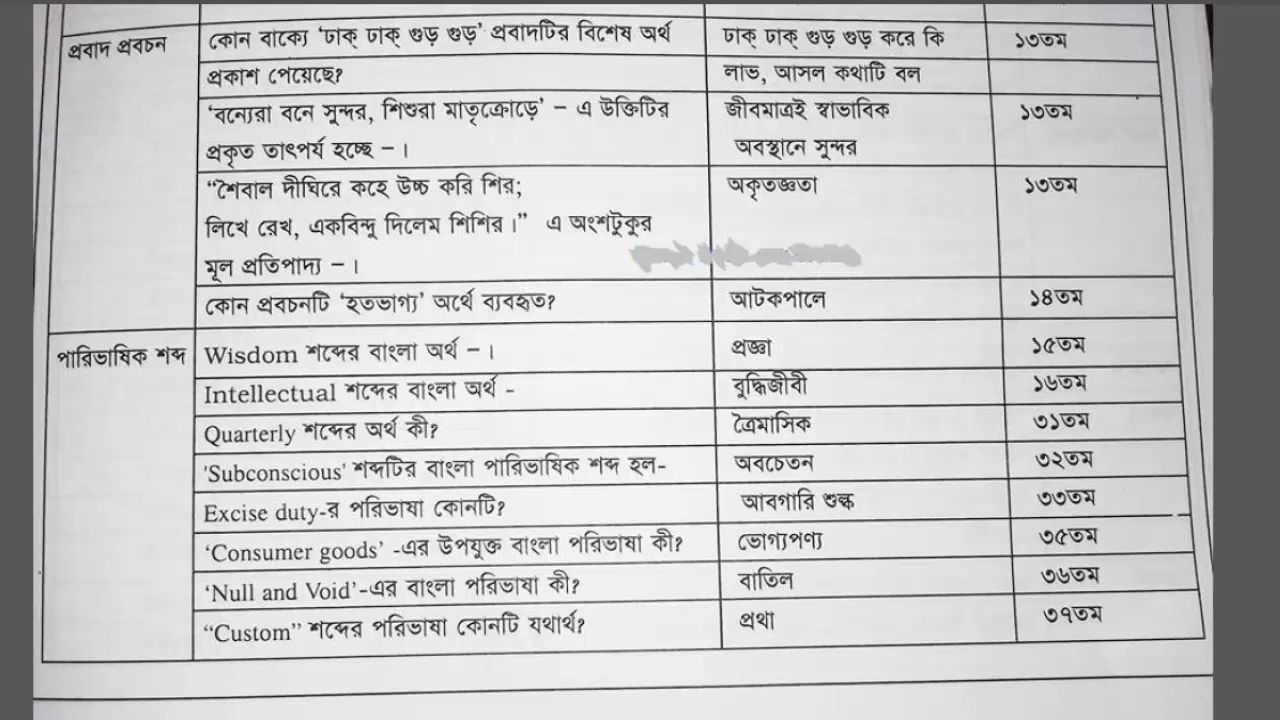 প্রবাদ প্রবচন কোন বাক্যে ‘ঢাক্ ঢাক্ গুড় গুড়’ প্রবাদটির বিশেষ অর্থ ঢাক্ ঢাক্ গুড় গুড় করে কি ১৩তম
প্রকাশ পেয়েছে? লাভ, আসল কথাটি বল
‘বন্যেরা বনে সুন্দর, শিশুরা মাতৃক্রোড়ে’ – এ উক্তিটির জীবমাত্রই স্বাভাবিক ১৩তম
প্রকৃত তাৎপর্য হচ্ছে – । অবস্থানে সুন্দর
“শৈবাল দীঘিরে কহে উচ্চ করি শির; অকৃতজ্ঞতা ১৩তম
লিখে রেখ, একবিন্দু দিলেম শিশির।” এ অংশটুকুর
মূল প্রতিপাদ্য – ।
কোন প্রবচনটি ‘হতভাগ্য’ অর্থে ব্যবহৃত? আটকপালে ১৪তম
পারিভাষিক শব্দ Wisdom শব্দের বাংলা অর্থ – । প্রজ্ঞা ১৫তম
Intellectual শব্দের বাংলা অর্থ - বুদ্ধিজীবী ১৬তম
Quarterly শব্দের অর্থ কী? ত্রৈমাসিক ৩১তম
'Subconscious' শব্দটির বাংলা পারিভাষিক শব্দ হল- অবচেতন ৩২তম
Excise duty-র পরিভাষা কোনটি? আবগারি শুল্ক ৩৩তম
‘Consumer goods’ -এর উপযুক্ত বাংলা পরিভাষা কী? ভোগ্যপণ্য ৩৫তম
‘Null and Void’-এর বাংলা পরিভাষা কী? বাতিল ৩৬তম
“Custom” শব্দের পরিভাষা কোনটি যথার্থ? প্রথা ৩৭তম